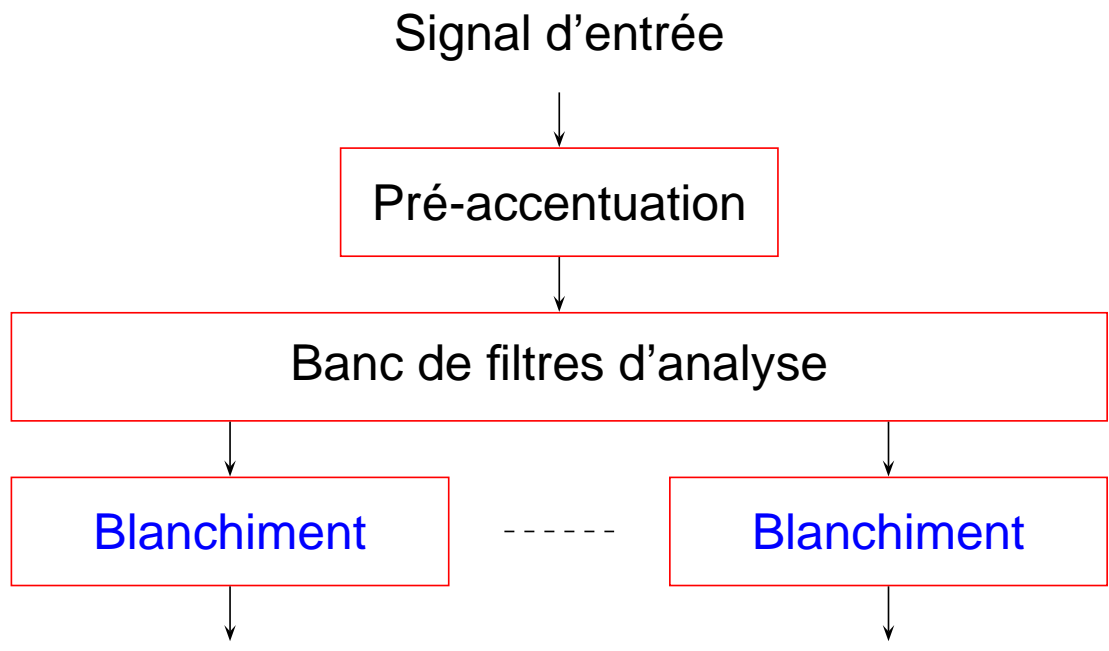 Signal d’entrée
Pré-accentuation
Banc de filtres d’analyse
Blanchiment
Blanchiment